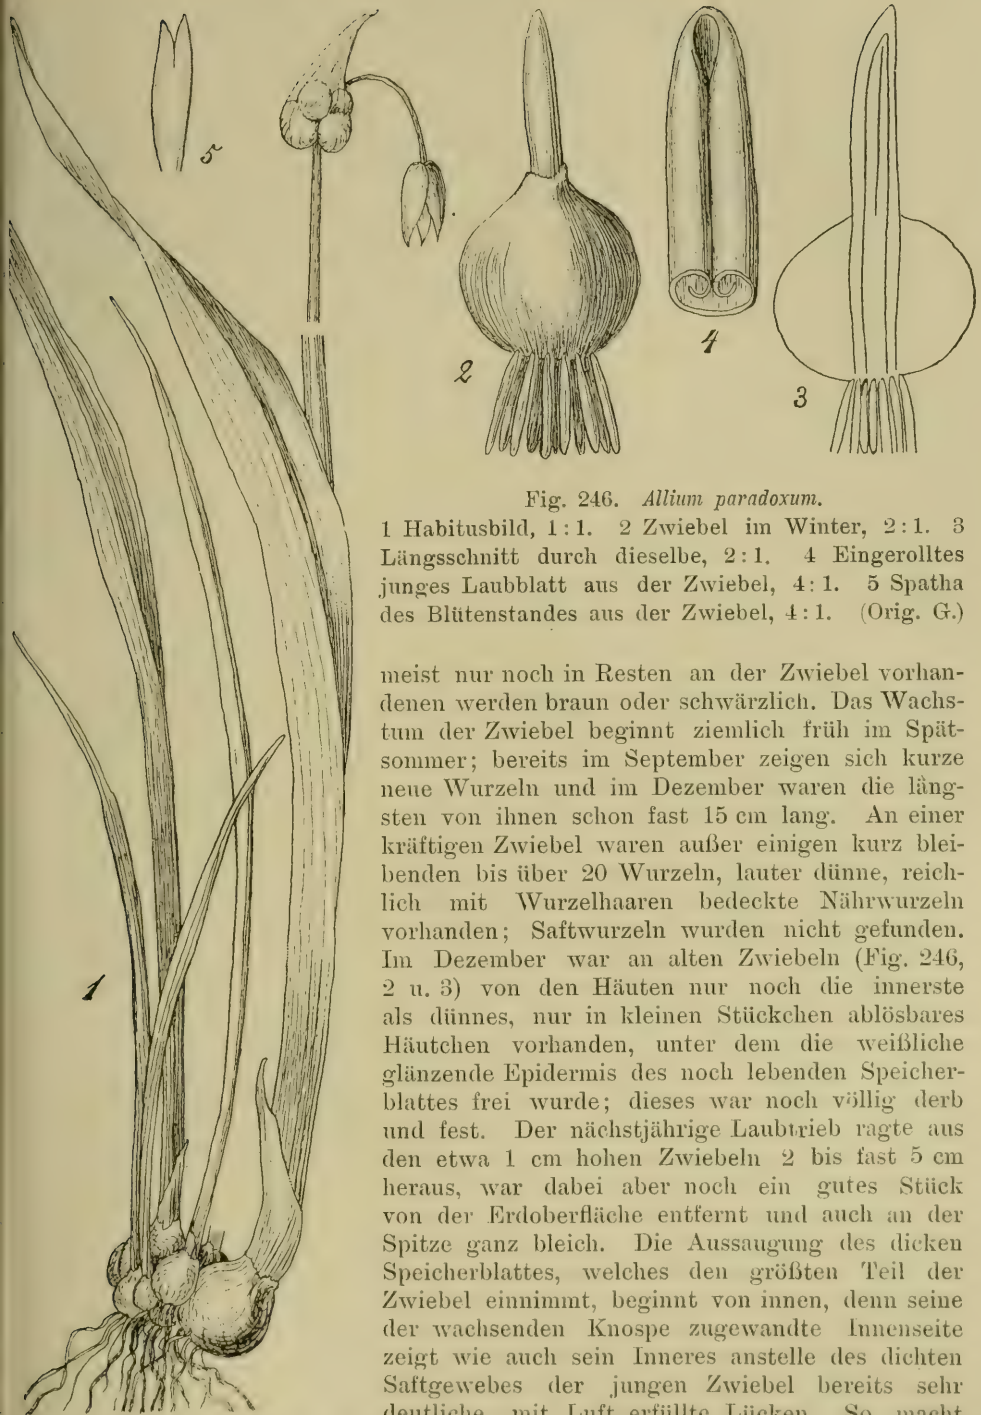 5
2
4
3
1
Fig. 246. Allium paradoxum.
1 Habitusbild, 1:1. 2 Zwiebel im Winter, 2:1. 3
Längsschnitt durch dieselbe, 2:1. 4 Eingerolltes
junges Laubblatt aus der Zwiebel, 4:1. 5 Spatha
des Blütenstandes aus der Zwiebel, 4:1. (Orig. G.)
meist nur noch in Resten an der Zwiebel vorhan-
denen werden braun oder schwärzlich. Das Wachs-
tum der Zwiebel beginnt ziemlich früh im Spät-
sommer; bereits im September zeigen sich kurze
neue Wurzeln und im Dezember waren die läng-
sten von ihnen schon fast 15 cm lang. An einer
kräftigen Zwiebel waren außer einigen kurz blei-
benden bis über 20 Wurzeln, lauter dünne, reich-
lich mit Wurzelhaaren bedeckte Nährwurzeln
vorhanden; Saftwurzeln wurden nicht gefunden.
Im Dezember war an alten Zwiebeln (Fig. 246,
2 u. 3) von den Häuten nur noch die innerste
als dünnes, nur in kleinen Stückchen ablösbares
Häutchen vorhanden, unter dem die weißliche
glänzende Epidermis des noch lebenden Speicher-
blattes frei wurde; dieses war noch völlig derb
und fest. Der nächstjährige Laubtrieb ragte aus
den etwa 1 cm hohen Zwiebeln 2 bis fast 5 cm
heraus, war dabei aber noch ein gutes Stück
von der Erdoberfläche entfernt und auch an der
Spitze ganz bleich. Die Aussaugung des dicken
Speicherblattes, welches den größten Teil der
Zwiebel einnimmt, beginnt von innen, denn seine
der wachsenden Knospe zugewandte Innenseite
zeigt wie auch sein Inneres anstelle des dichten
Saftgewebes der jungen Zwiebel bereits sehr
deutliche, mit Luft erfüllte Lücken. So macht